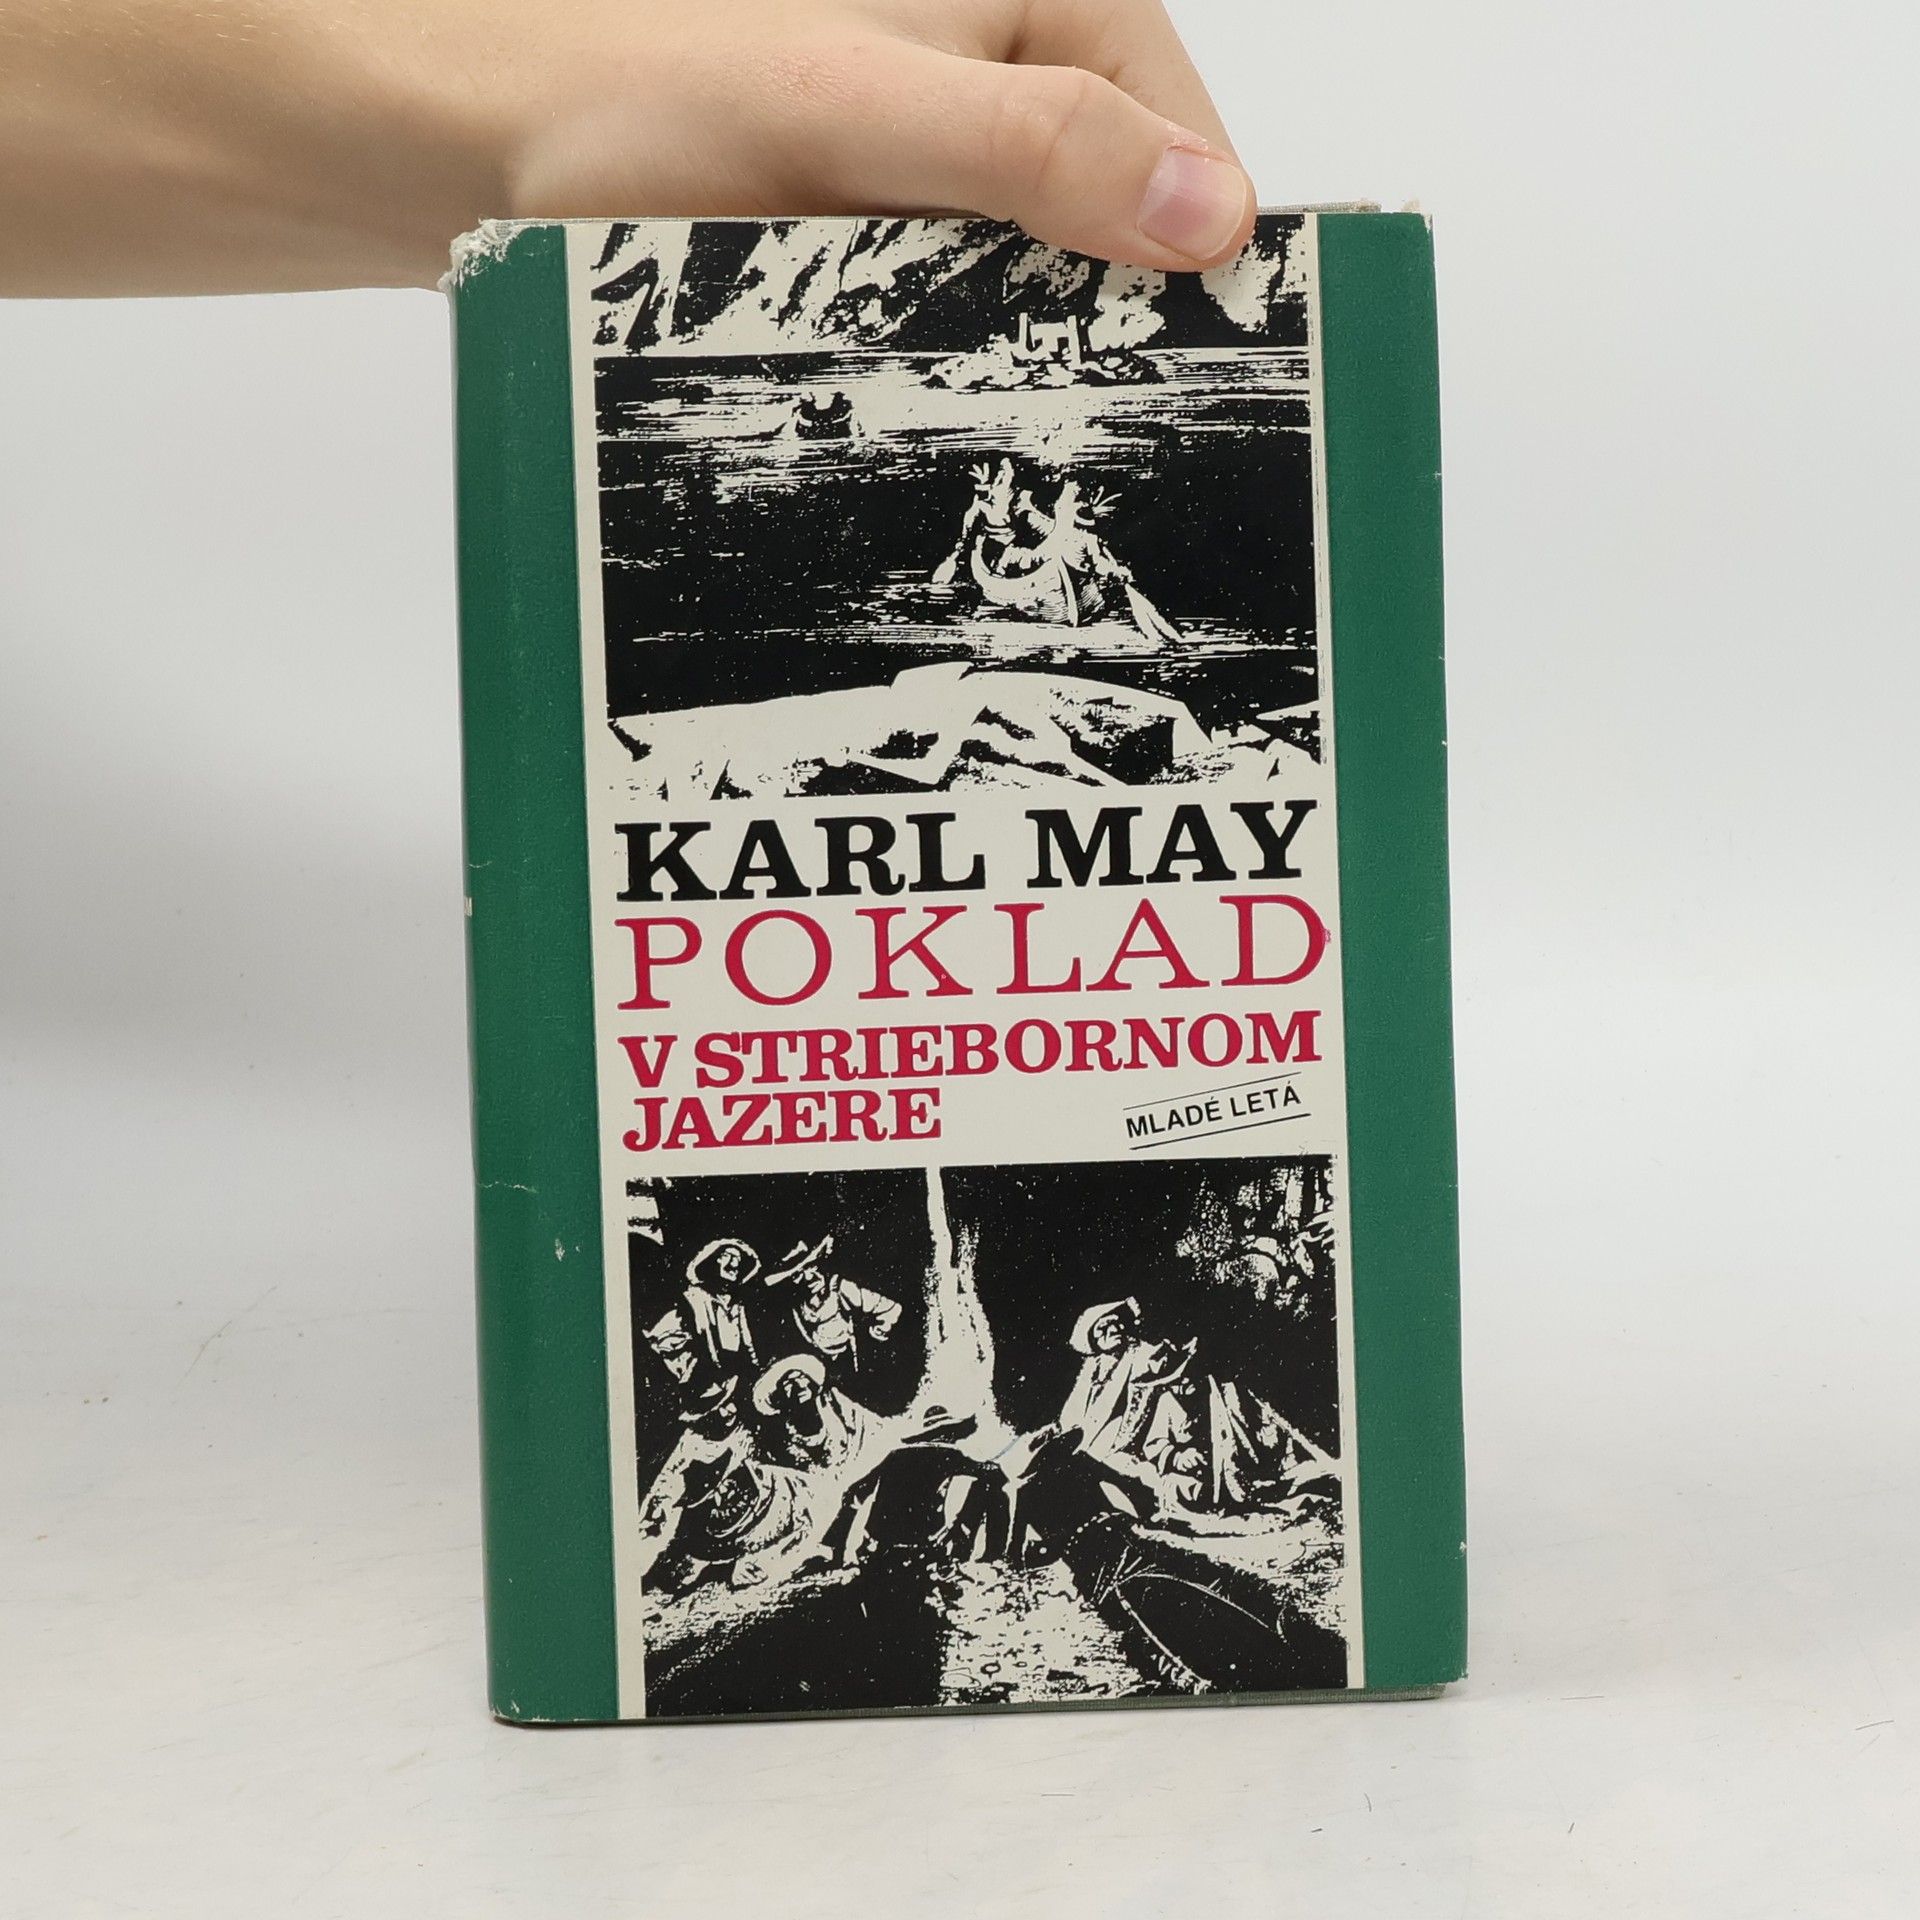 KARL MAY
POKLAD
V STRIEBORNOM
JAZERE
MLADÉ LETÁ